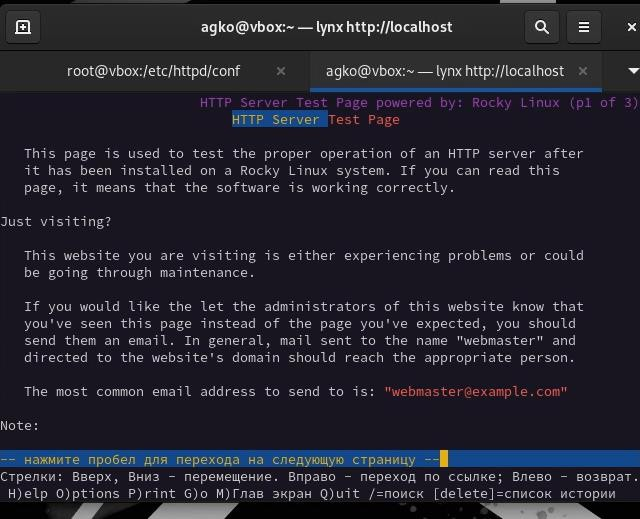 agko@vbox:~ — lynx http://localhost
root@vbox:/etc/httpd/conf × agko@vbox:~ — lynx http://localhost ×
HTTP Server Test Page powered by: Rocky Linux (p1 of 3)
HTTP Server Test Page
This page is used to test the proper operation of an HTTP server after
it has been installed on a Rocky Linux system. If you can read this
page, it means that the software is working correctly.
Just visiting?
This website you are visiting is either experiencing problems or could
be going through maintenance.
If you would like the let the administrators of this website know that
you've seen this page instead of the page you've expected, you should
send them an email. In general, mail sent to the name "webmaster" and
directed to the website's domain should reach the appropriate person.
The most common email address to send to is: "webmaster@example.com"
Note:
-- нажмите пробел для перехода на следующую страницу --
Стрелки: Вверх, Вниз - перемещение. Вправо - переход по ссылке; Влево - возврат.
H)elp O)ptions P)rint G)o M)Глав экран Q)uit /=поиск [delete]=список истории